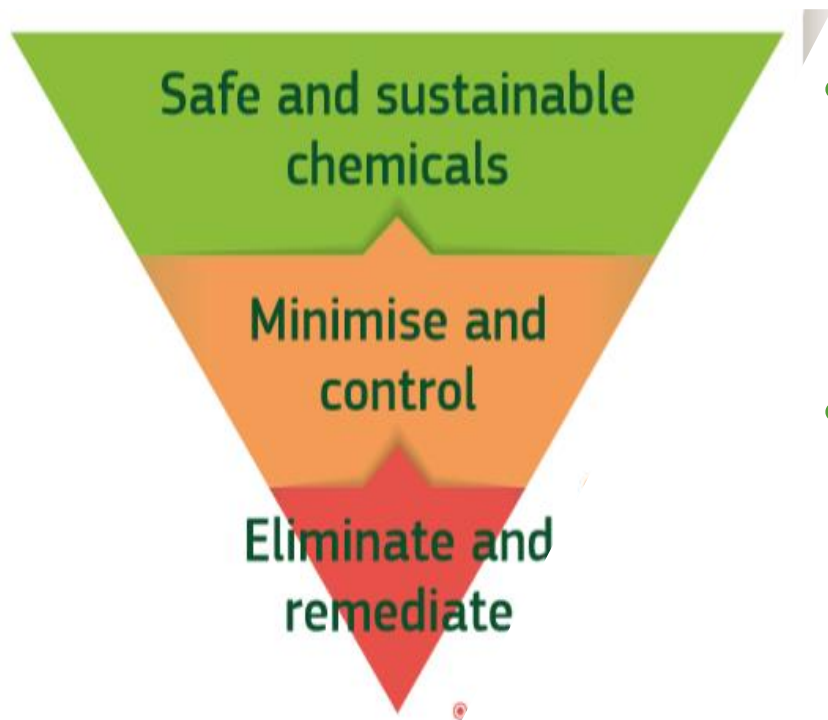 Safe and sustainable
chemicals
Minimise and
control
Eliminate and
remediate